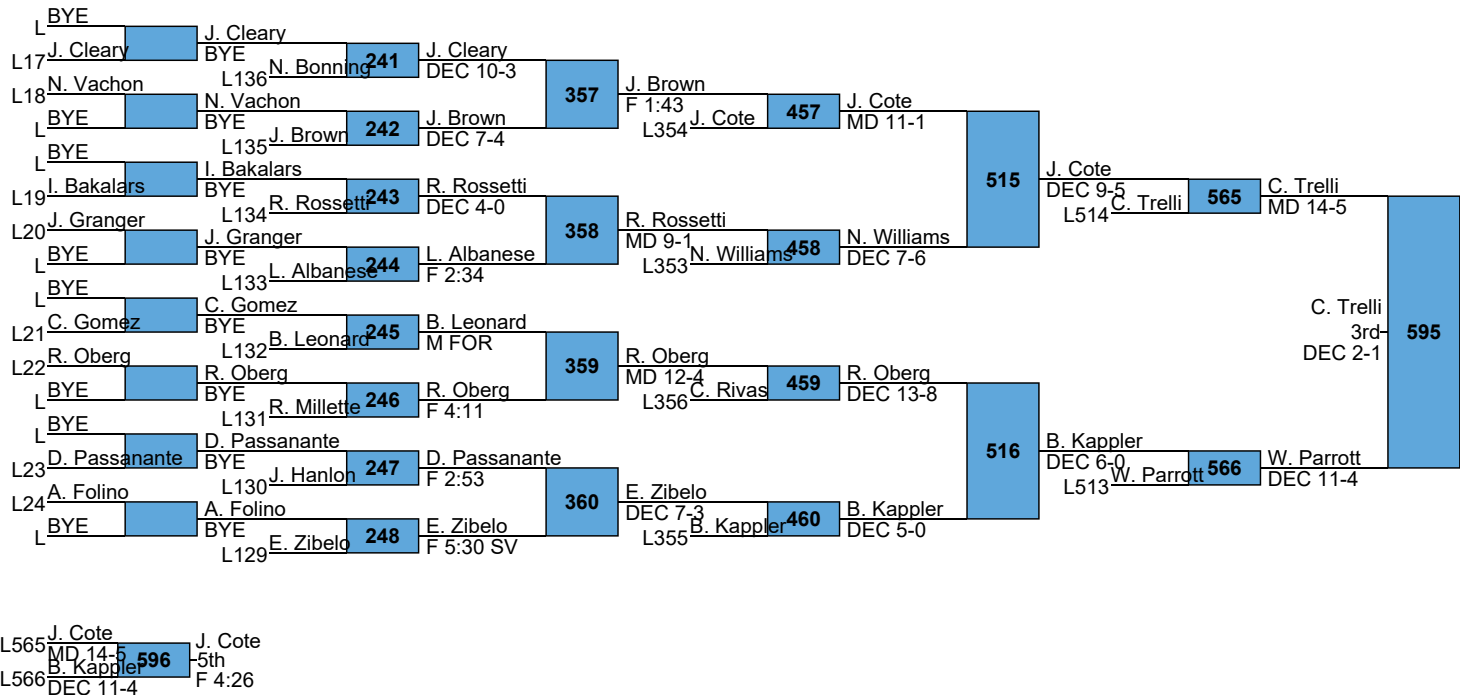 BYE
L
L17 J. Cleary
J. Cleary
BYE
L136 N. Bonning
241
J. Cleary
DEC 10-3
L18 N. Vachon
BYE
L
N. Vachon
BYE
L135 J. Brown
242
J. Brown
DEC 7-4
357
J. Brown
F 1:43
L354 J. Cote
457
J. Cote
MD 11-1
BYE
L
L19 I. Bakalars
I. Bakalars
BYE
L134 R. Rossetti
243
R. Rossetti
DEC 4-0
L20 J. Granger
BYE
L
J. Granger
BYE
L133 L. Albanese
244
L. Albanese
F 2:34
358
R. Rossetti
MD 9-1
L353 N. Williams
458
N. Williams
DEC 7-6
515
J. Cote
DEC 9-5
L514 C. Trelli
565
C. Trelli
MD 14-5
BYE
L
L21 C. Gomez
C. Gomez
BYE
L132 B. Leonard
245
B. Leonard
M FOR
L22 R. Oberg
BYE
L
R. Oberg
BYE
L131 R. Millette
246
R. Oberg
F 4:11
359
R. Oberg
MD 12-4
L356 C. Rivas
459
R. Oberg
DEC 13-8
BYE
L
L23 D. Passanante
D. Passanante
BYE
L130 J. Hanlon
247
D. Passanante
F 2:53
L24 A. Folino
BYE
L
A. Folino
BYE
L129 E. Zibelo
248
E. Zibelo
F 5:30 SV
360
E. Zibelo
DEC 7-3
L355 B. Kappler
460
B. Kappler
DEC 5-0
516
B. Kappler
DEC 6-0
L513 W. Parrott
566
W. Parrott
DEC 11-4
C. Trelli
3rd
DEC 2-1
595
L565 J. Cote
MD 14-5
L566 B. Kappler
DEC 11-4
596
J. Cote
5th
F 4:26